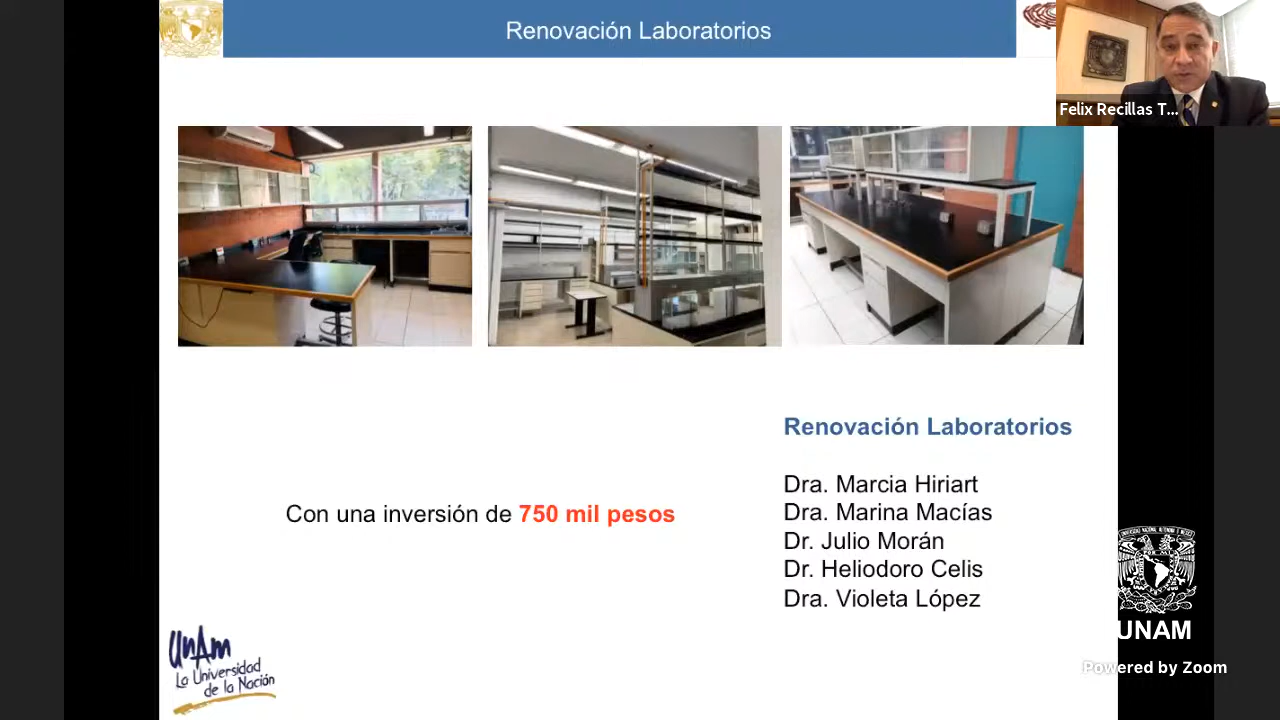 Renovación Laboratorios
Felix Recillas T...
Renovación Laboratorios
Dra. Marcia Hiriart
Dra. Marina Macías
Dr. Julio Morán
Dr. Heliodoro Celis
Dra. Violeta López
Con una inversión de 750 mil pesos
UnAm
La Universidad
de la Nación
UNAM
Powered by Zoom